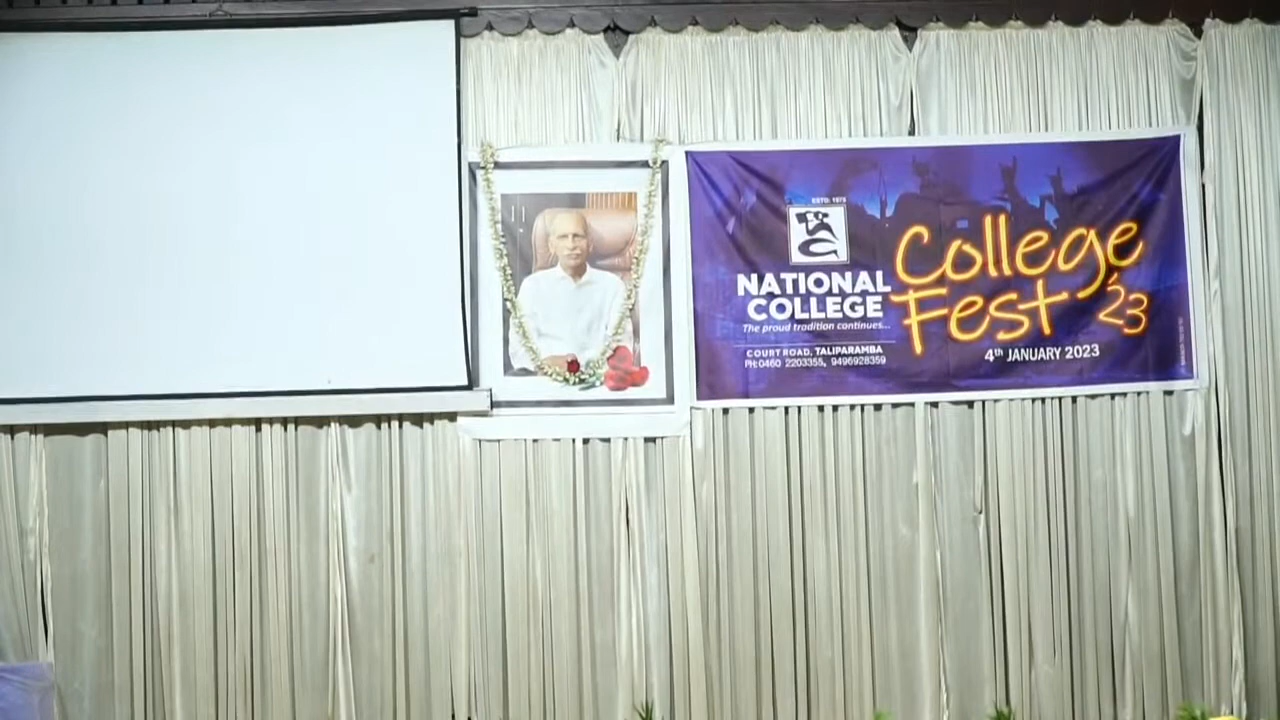 ESTD: 1975
NATIONAL
COLLEGE
The proud tradition continues...
COURT ROAD, TALIPARAMBA
PH:0460 2203355, 9496928359
College
Fest '23
4th JANUARY 2023